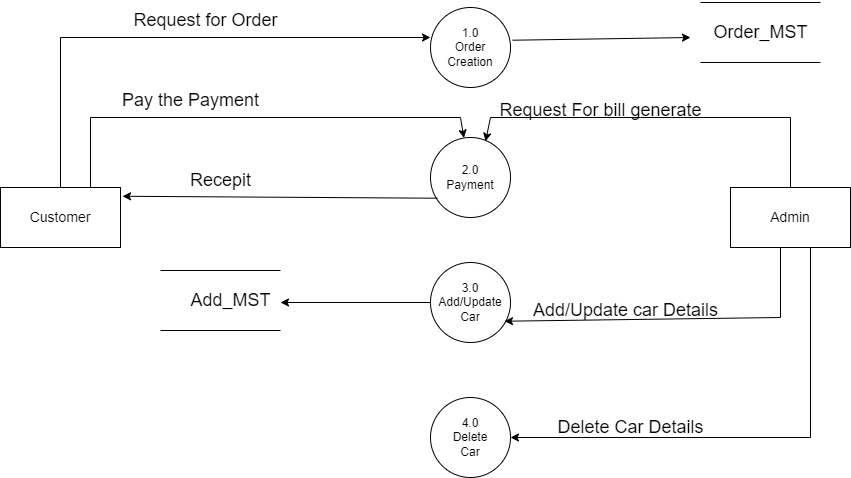 Request for Order
1.0
Order
Creation
Order_MST
Pay the Payment
Request For bill generate
2.0
Payment
Recepit
Customer
Admin
3.0
Add/Update
Car
Add_MST
Add/Update car Details
4.0
Delete
Car
Delete Car Details